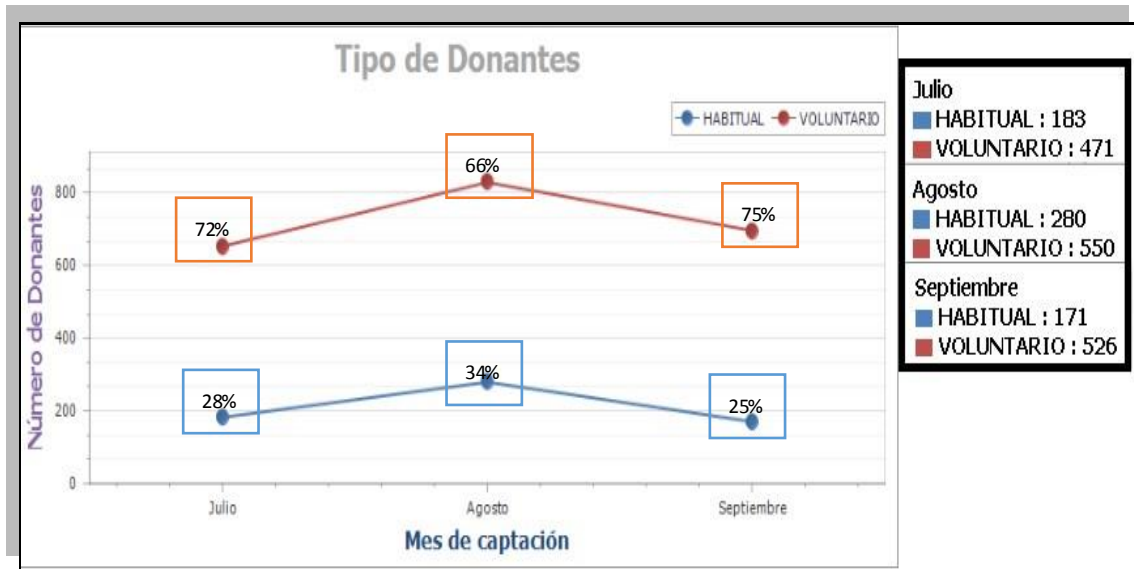 Tipo de Donantes
HABITUAL VOLUNTARIO
Número de Donantes
800
600
400
200
0
72%
66%
75%
28%
34%
25%
Julio Agosto Septiembre
Mes de captación
Julio
HABITUAL : 183
VOLUNTARIO : 471
Agosto
HABITUAL : 280
VOLUNTARIO : 550
Septiembre
HABITUAL : 171
VOLUNTARIO : 526